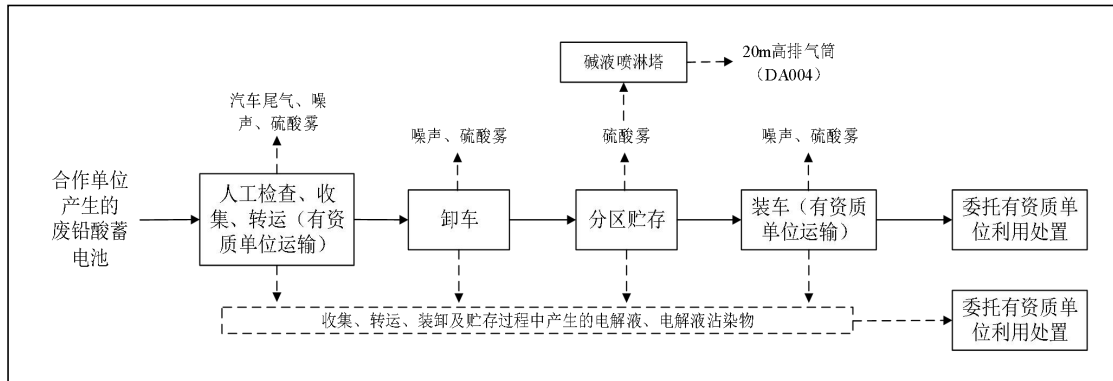 碱液喷淋塔
20m高排气筒
（DA004）
汽车尾气、噪
声、硫酸雾
噪声、硫酸雾
硫酸雾
噪声、硫酸雾
合作单位
产生的
废铅酸蓄
电池
人工检查、收
集、转运（有资
质单位运输）
卸车
分区贮存
装车（有资质
单位运输）
委托有资质单
位利用处置
收集、转运、装卸及贮存过程中产生的电解液、电解液沾染物
委托有资质单
位利用处置